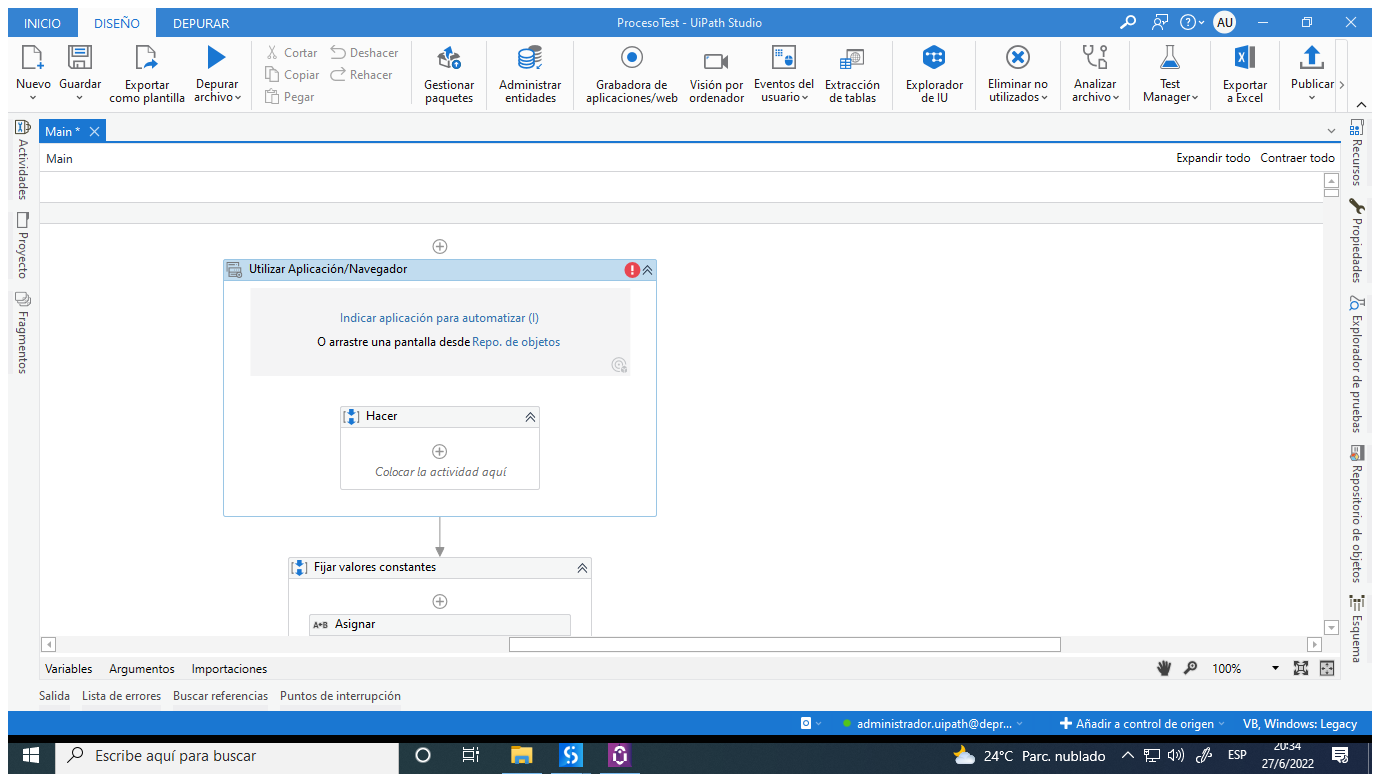 INICIO DISEÑO DEPURAR ProcesoTest - UiPath Studio AU
Nuevo Guardar Exportar como plantilla Depurar archivo
Cortar Deshacer
Copiar Rehacer
Pegar
Gestionar paquetes
Administrar entidades
Grabadora de aplicaciones/web
Visión por ordenador
Eventos del usuario
Extracción de tablas
Explorador de IU
Eliminar no utilizados
Analizar archivo
Test Manager
Exportar a Excel
Publicar
Main *
Main Expandir todo Contraer todo
Actividades
Proyecto
Fragmentos
Utilizar Aplicación/Navegador
Indicar aplicación para automatizar (I)
O arrastre una pantalla desde Repo. de objetos
Hacer
Colocar la actividad aquí
Fijar valores constantes
A*B Asignar
Recursos
Propiedades
Explorador de pruebas
Repositorio de objetos
Esquema
Variables Argumentos Importaciones 100%
Salida Lista de errores Buscar referencias Puntos de interrupción
administrador.uipath@depr... Añadir a control de origen VB, Windows: Legacy
Escribe aquí para buscar 24°C Parc. nublado ESP 20:34
27/6/2022